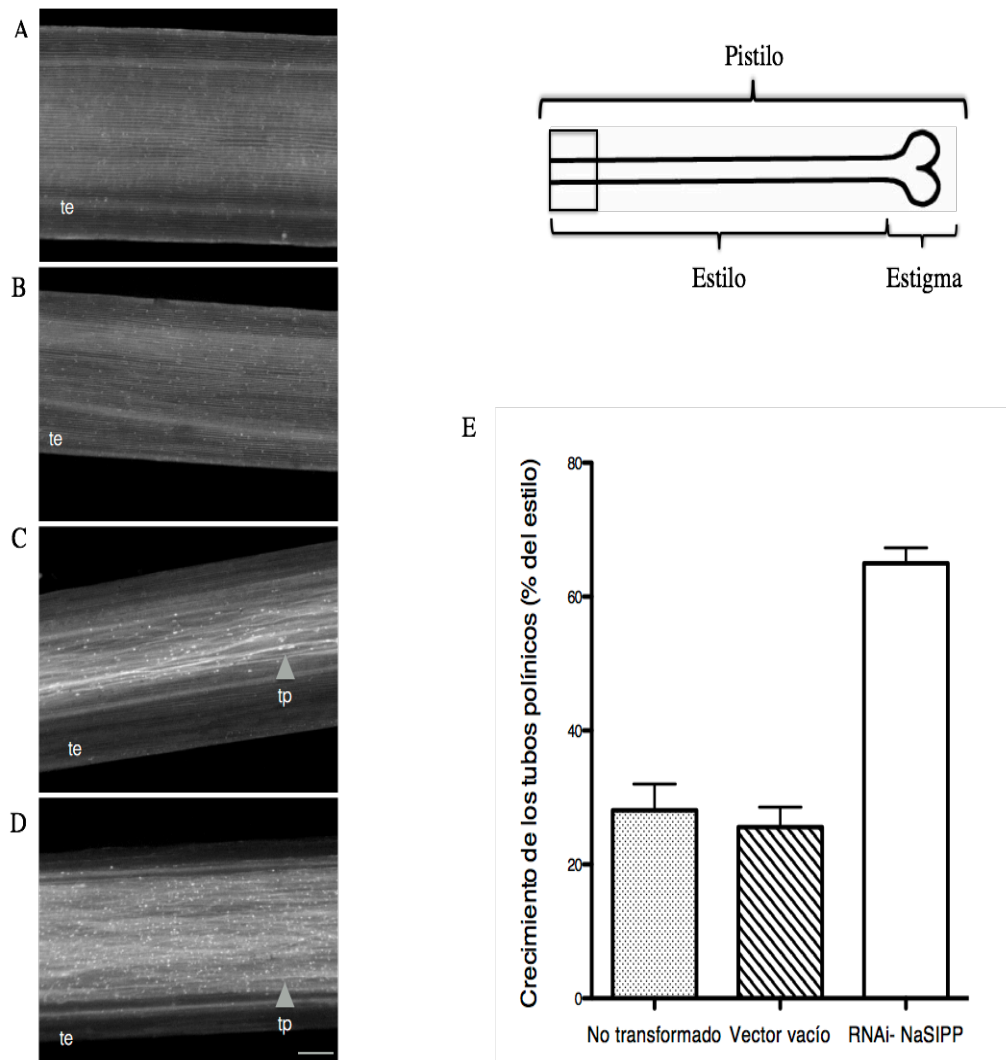 A
te
B
te
C
tp
te
D
tp
te
Pistilo
Estilo
Estigma
E
Crecimiento de los tubos polínicos (% del estilo)
80
60
40
20
0
No transformado
Vector vacío
RNAi- NaSIPP